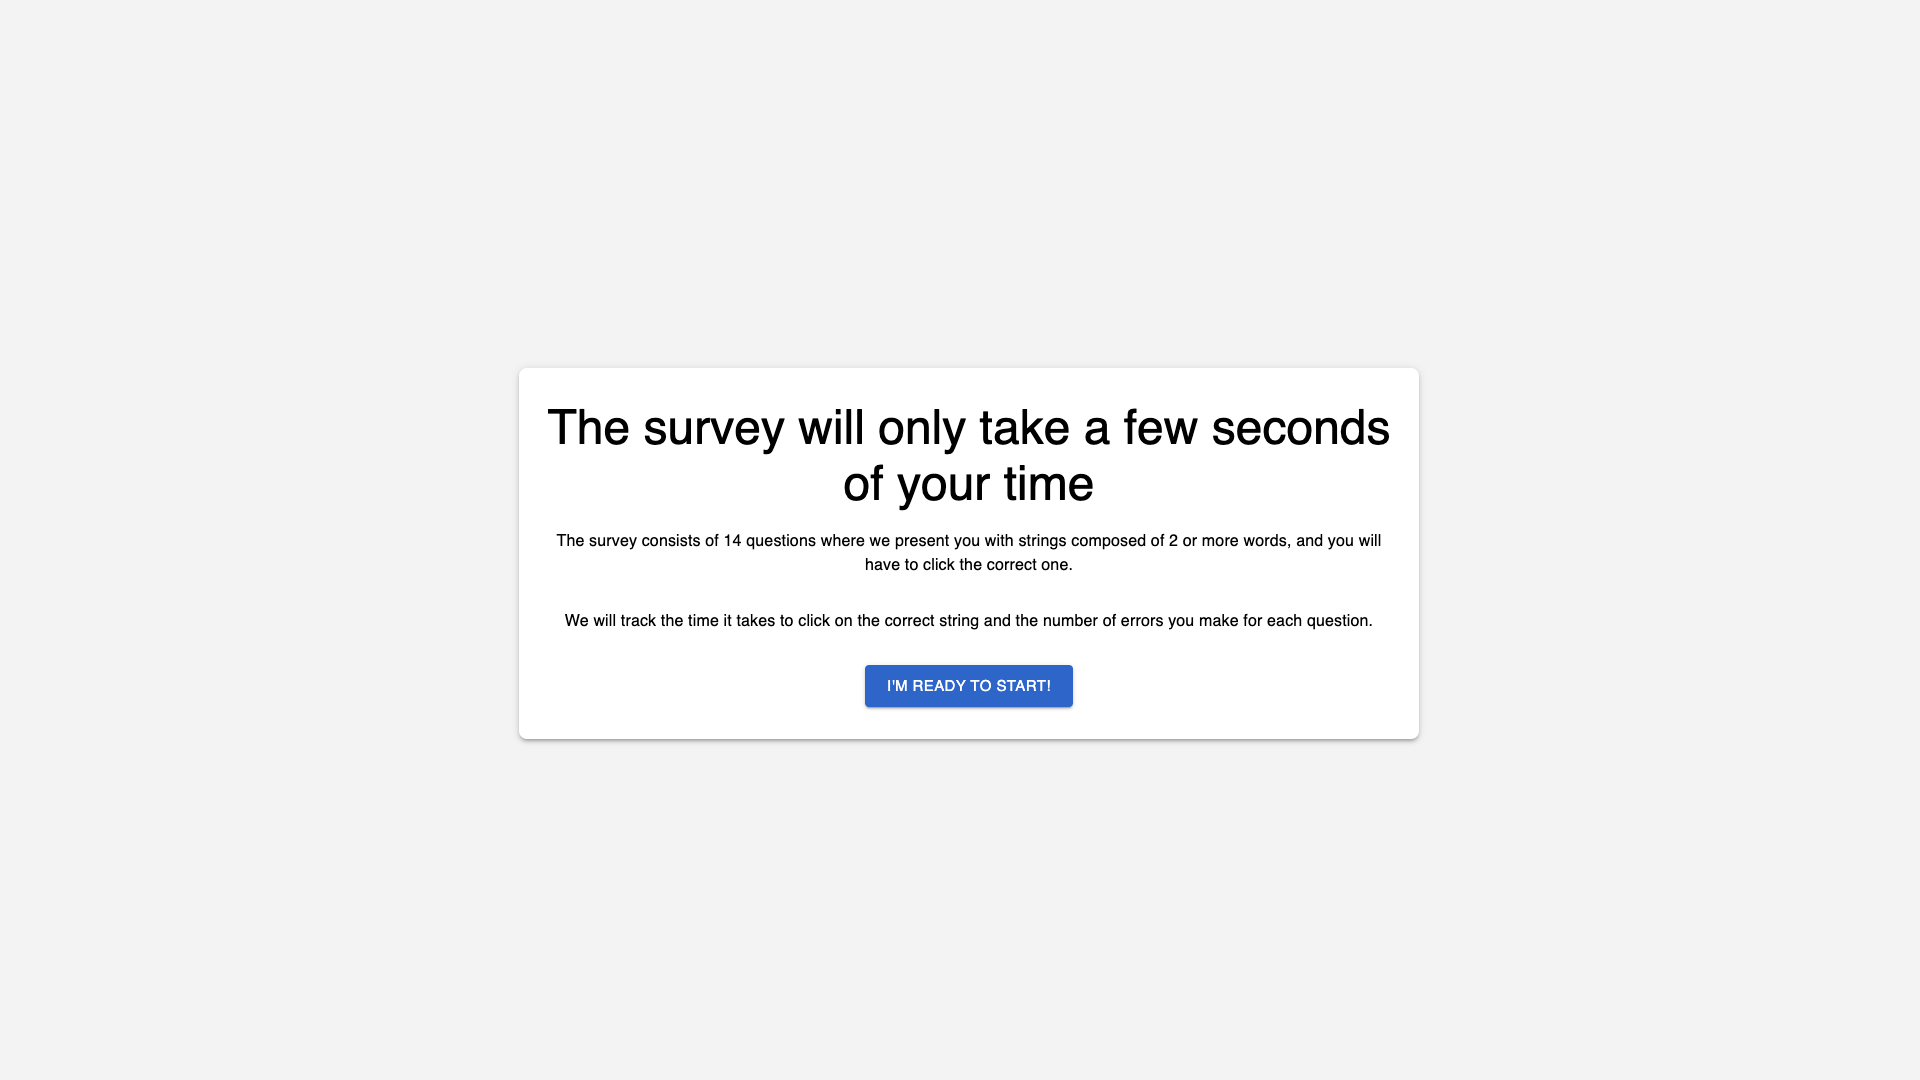 The survey will only take a few seconds
of your time
The survey consists of 14 questions where we present you with strings composed of 2 or more words, and you will
have to click the correct one.
We will track the time it takes to click on the correct string and the number of errors you make for each question.
I'M READY TO START!